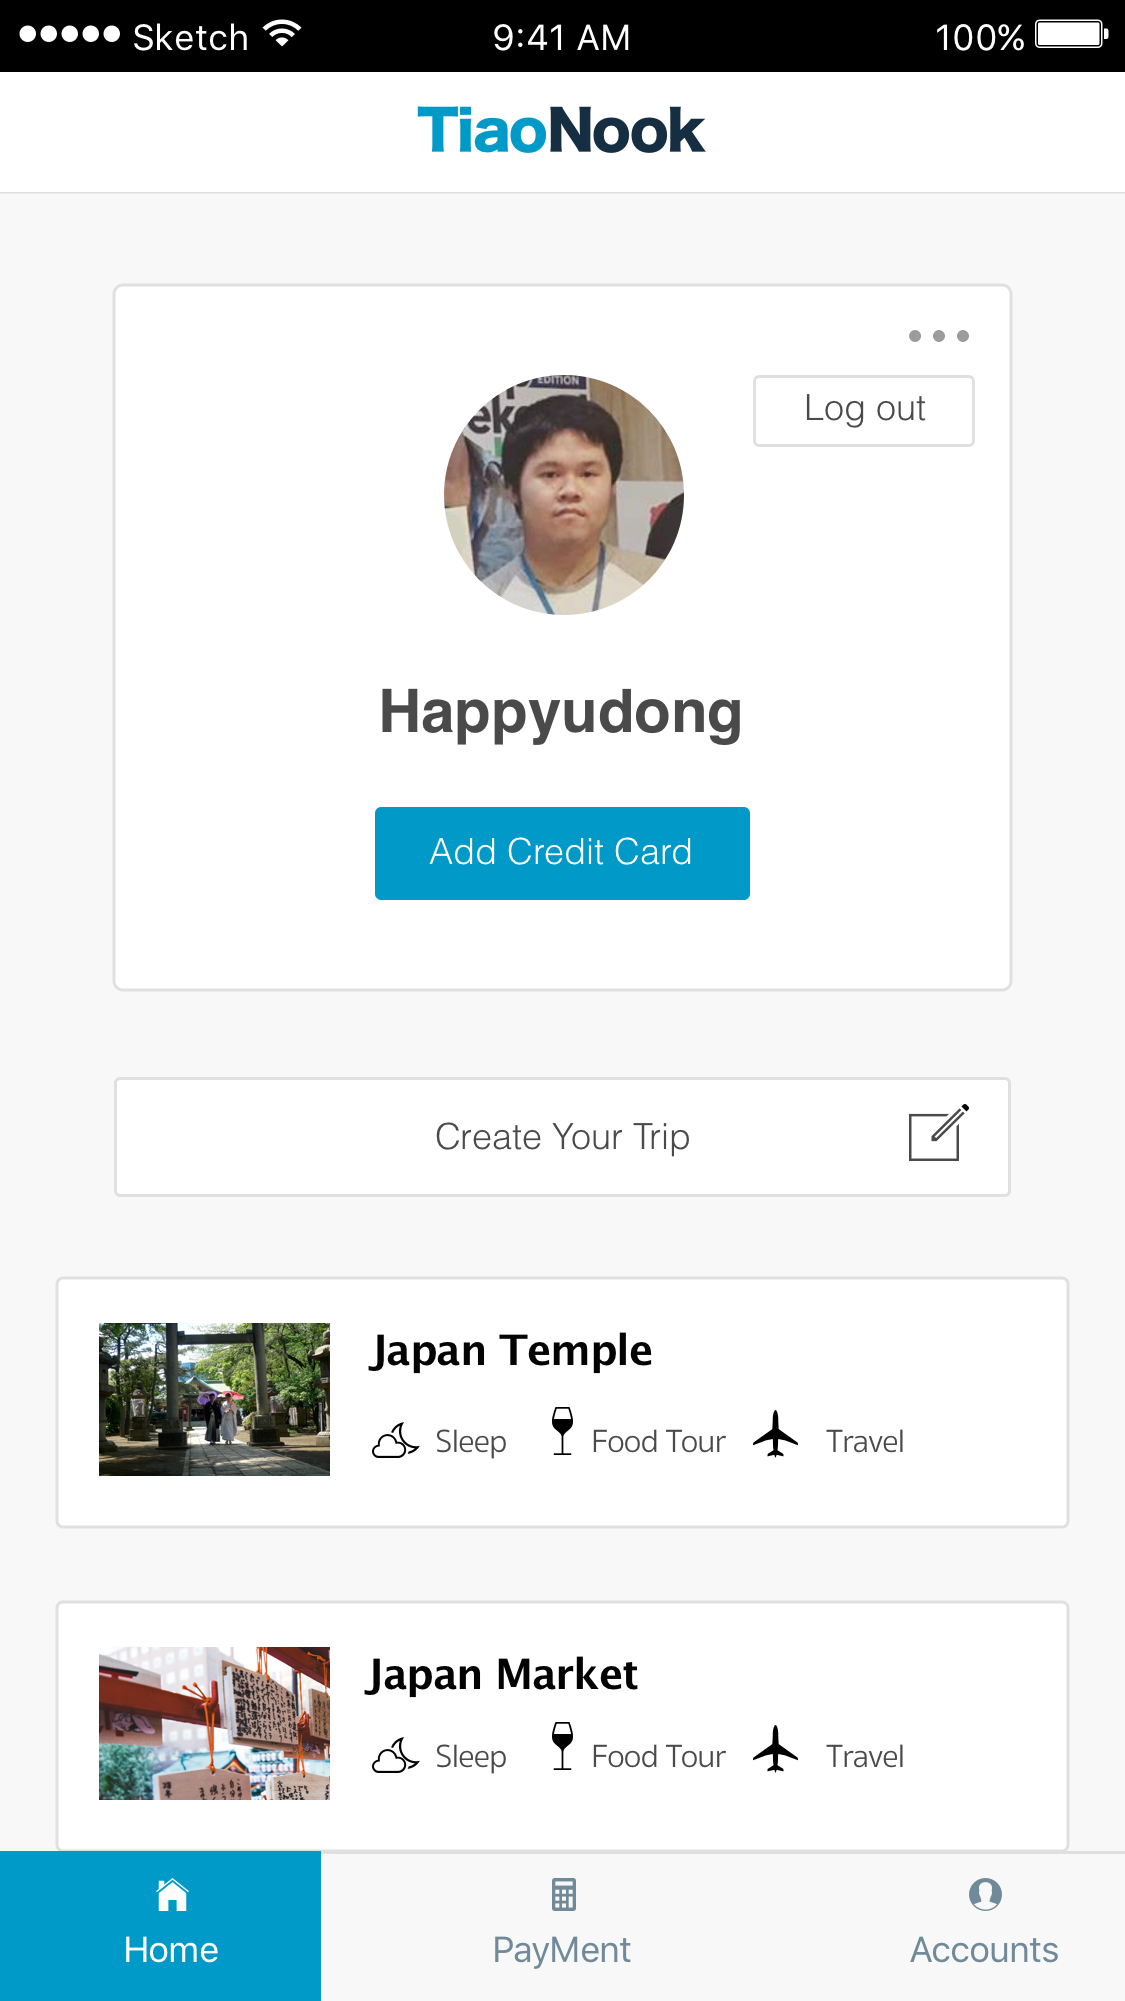 Sketch 9:41 AM 100%
TiaoNook
EDITION
Log out
Happyudong
Add Credit Card
Create Your Trip
Japan Temple
Sleep Food Tour Travel
Japan Market
Sleep Food Tour Travel
Home PayMent Accounts